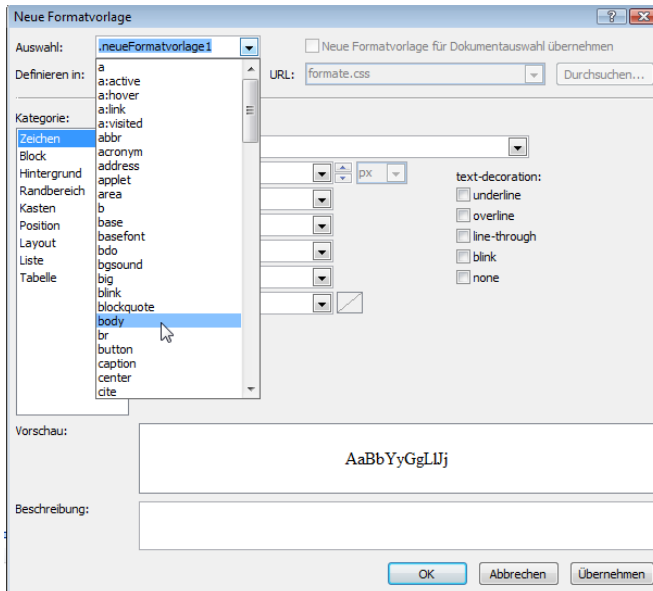 Neue Formatvorlage
Auswahl: .neueFormatvorlage1 Neue Formatvorlage für Dokumentauswahl übernehmen
Definieren in: URL: formate.css Durchsuchen...
a
a:active
a:hover
a:link
a:visited
abbr
acronym
address
applet
area
b
base
basefont
bdo
bgsound
big
blink
blockquote
body
br
button
caption
center
cite
Kategorie:
Zeichen
Block
Hintergrund
Randbereich
Kasten
Position
Layout
Liste
Tabelle
px
text-decoration:
underline
overline
line-through
blink
none
Vorschau:
AaBbYyGgLlJj
Beschreibung:
OK Abbrechen Übernehmen